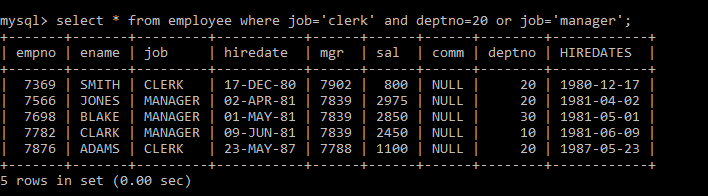 mysql> select * from employee where job='clerk' and deptno=20 or job='manager';
+-------+-------+---------+-----------+------+------+------+--------+------------+
| empno | ename | job     | hiredate  | mgr  | sal  | comm | deptno | HIREDATES  |
+-------+-------+---------+-----------+------+------+------+--------+------------+
|  7369 | SMITH | CLERK   | 17-DEC-80 | 7902 |  800 | NULL |     20 | 1980-12-17 |
|  7566 | JONES | MANAGER | 02-APR-81 | 7839 | 2975 | NULL |     20 | 1981-04-02 |
|  7698 | BLAKE | MANAGER | 01-MAY-81 | 7839 | 2850 | NULL |     30 | 1981-05-01 |
|  7782 | CLARK | MANAGER | 09-JUN-81 | 7839 | 2450 | NULL |     10 | 1981-06-09 |
|  7876 | ADAMS | CLERK   | 23-MAY-87 | 7788 | 1100 | NULL |     20 | 1987-05-23 |
+-------+-------+---------+-----------+------+------+------+--------+------------+
5 rows in set (0.00 sec)